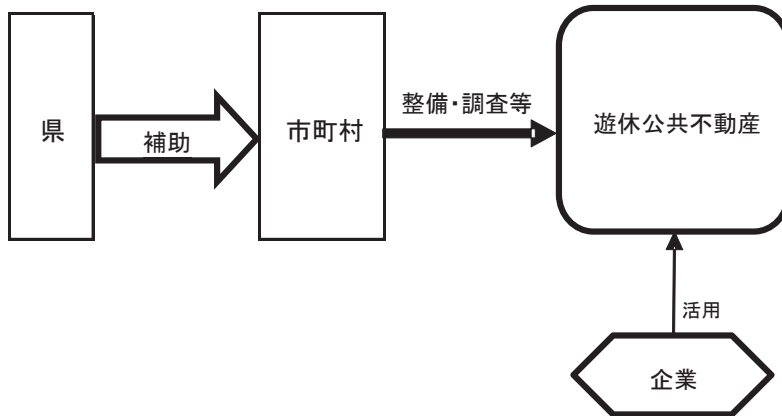 県
補助
市町村
整備・調査等
遊休公共不動産
活用
企業